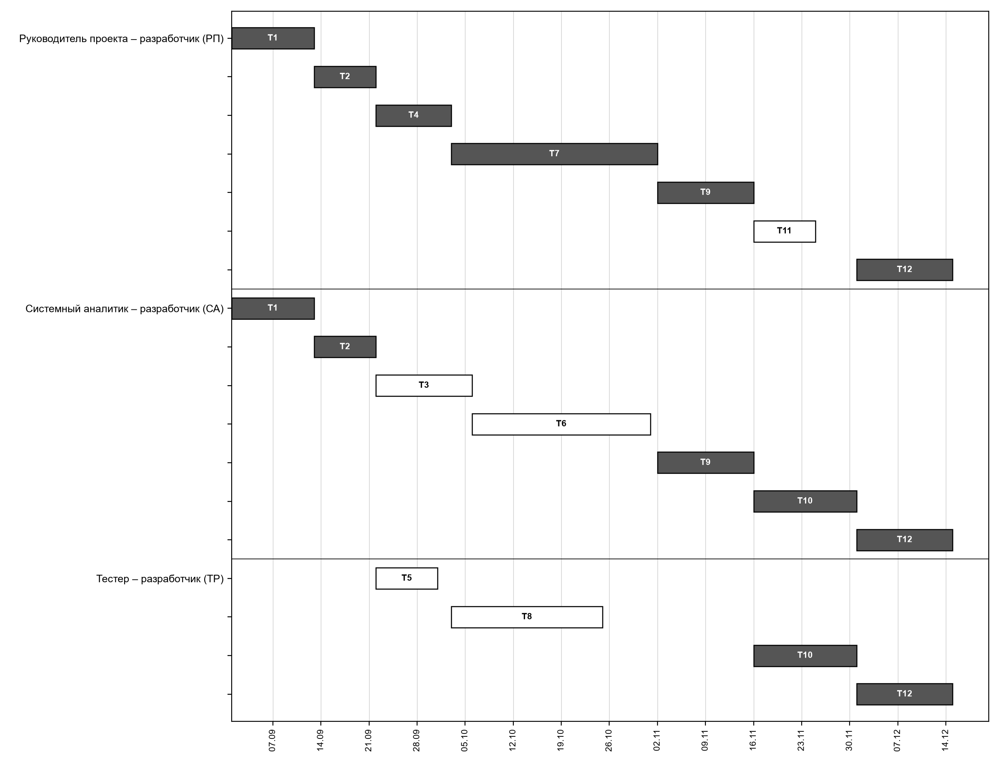 Руководитель проекта – разработчик (РП)
T1
T2
T4
T7
T9
T11
T12
Системный аналитик – разработчик (СА)
T1
T2
T3
T6
T9
T10
T12
Тестер – разработчик (ТР)
T5
T8
T10
T12
07.09
14.09
21.09
28.09
05.10
12.10
19.10
26.10
02.11
09.11
16.11
23.11
30.11
07.12
14.12